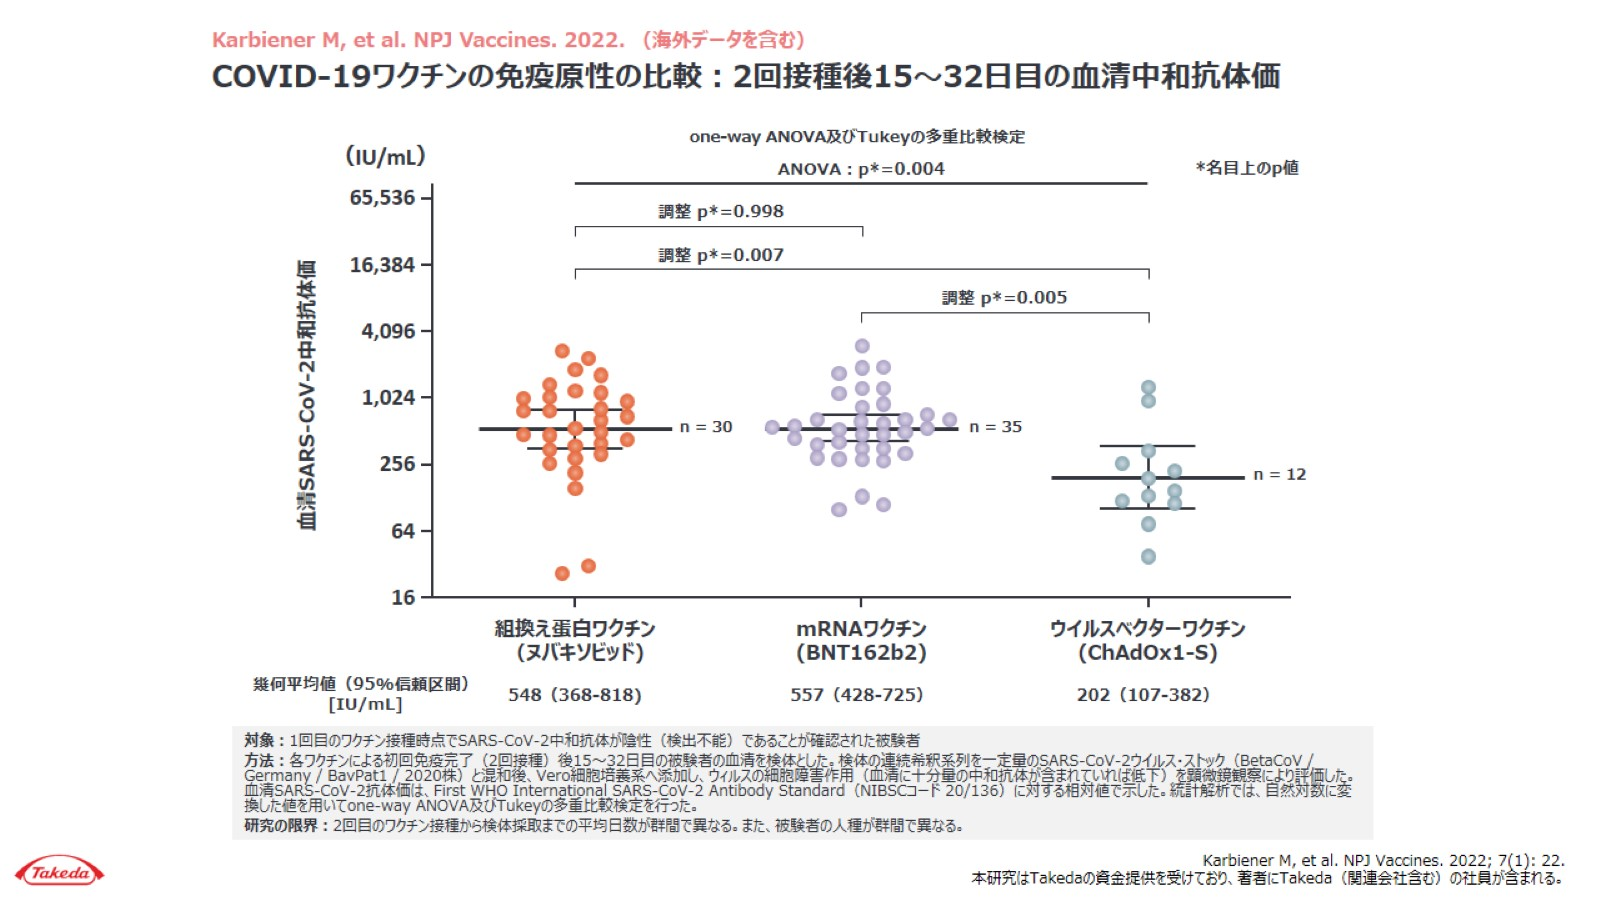 Karbiener M, et al. NPJ Vaccines. 2022. （海外データを含む）
COVID-19ワクチンの免疫原性の比較：2回接種後15～32日目の血清中和抗体価
one-way ANOVA及びTukeyの多重比較検定
（IU/mL）
ANOVA：p*=0.004
*名目上のp値
65,536
調整 p*=0.998
16,384
調整 p*=0.007
調整 p*=0.005
4,096
1,024
256
64
16
血清SARS-CoV-2中和抗体価
n = 30
n = 35
n = 12
組換え蛋白ワクチン
（ヌバキソビッド）
mRNAワクチン
（BNT162b2）
ウイルスベクターワクチン
（ChAdOx1-S）
幾何平均値（95％信頼区間）
[IU/mL]
548（368-818）
557（428-725）
202（107-382）
対象：1回目のワクチン接種時点でSARS-CoV-2中和抗体が陰性（検出不能）であることが確認された被験者
方法：各ワクチンによる初回免疫完了（2回接種）後15～32日目の被験者の血清を検体とした。検体の連続希釈系列を一定量のSARS-CoV-2ウイルス・ストック（BetaCoV /
Germany / BavPat1 / 2020株）と混和後、Vero細胞培養系へ添加し、ウィルスの細胞障害作用（血清に十分量の中和抗体が含まれていれば低下）を顕微鏡観察により評価した。
血清SARS-CoV-2抗体価は、First WHO International SARS-CoV-2 Antibody Standard（NIBSCコード 20/136）に対する相対値で示した。統計解析では、自然対数に変
換した値を用いてone-way ANOVA及びTukeyの多重比較検定を行った。
研究の限界：2回目のワクチン接種から検体採取までの平均日数が群間で異なる。また、被験者の人種が群間で異なる。
Takeda
Karbiener M, et al. NPJ Vaccines. 2022; 7(1): 22.
本研究はTakedaの資金提供を受けており、著者にTakeda（関連会社含む）の社員が含まれる。